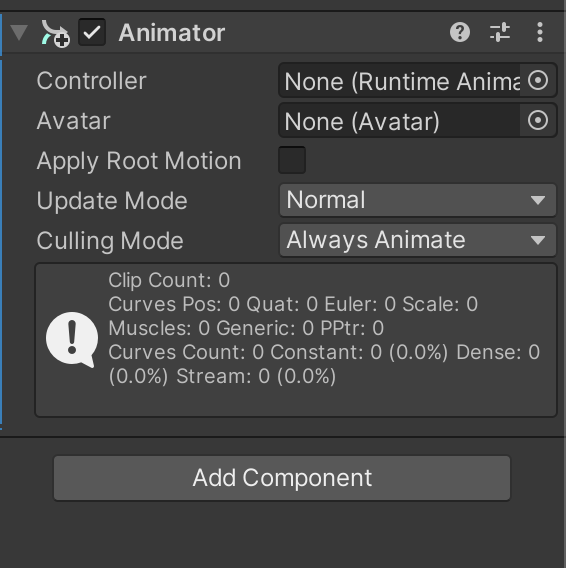 Animator
Controller None (Runtime Anima
Avatar None (Avatar)
Apply Root Motion
Update Mode Normal
Culling Mode Always Animate
Clip Count: 0
Curves Pos: 0 Quat: 0 Euler: 0 Scale: 0
Muscles: 0 Generic: 0 PPtr: 0
Curves Count: 0 Constant: 0 (0.0%) Dense: 0
(0.0%) Stream: 0 (0.0%)
Add Component